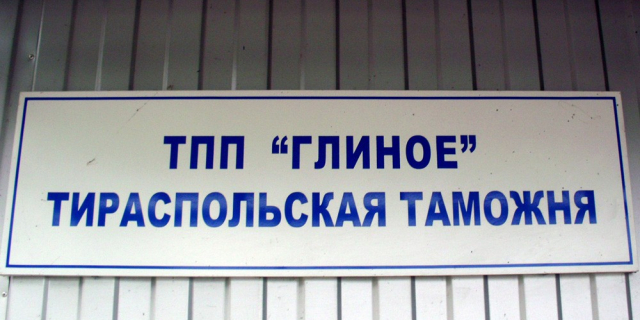 ТПП “ГЛИНОЕ”
ТИРАСПОЛЬСКАЯ ТАМОЖНЯ